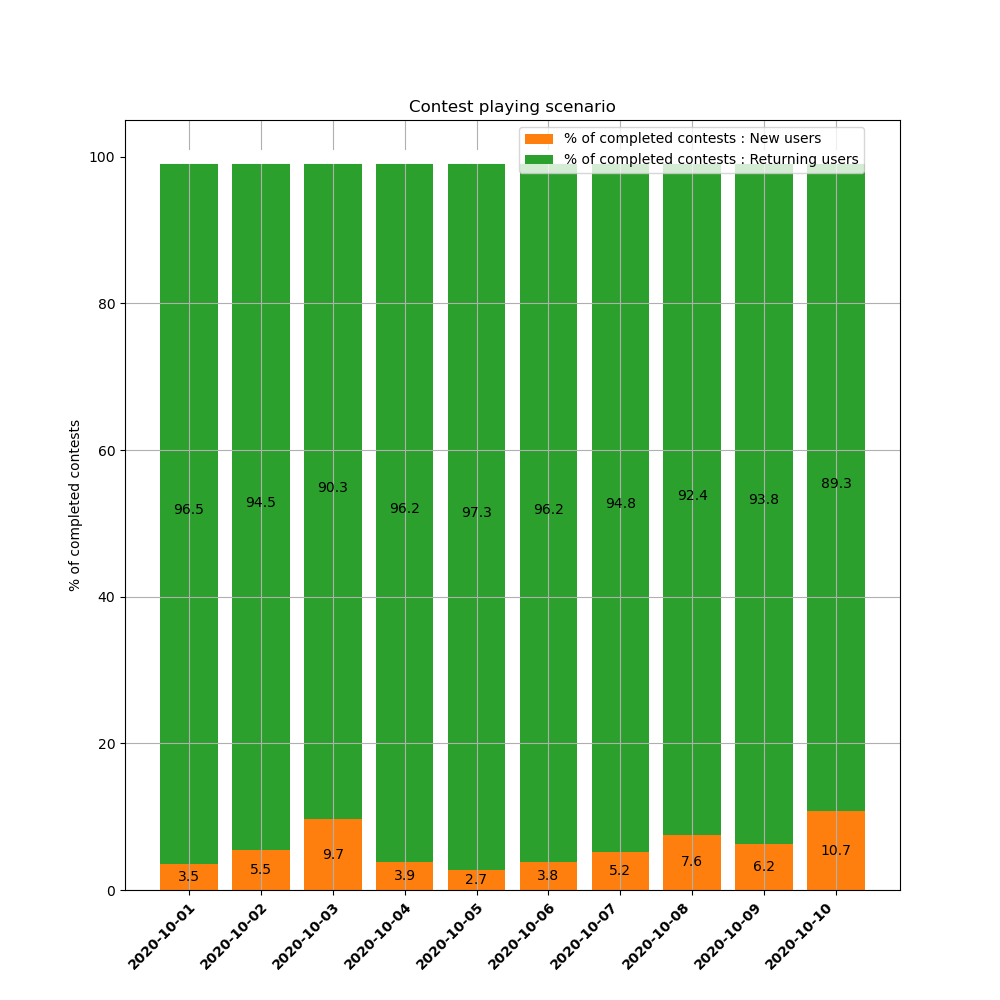 Contest playing scenario
% of completed contests : New users
% of completed contests : Returning users
% of completed contests
100
80
60
40
20
0
96.5 94.5 90.3 96.2 97.3 96.2 94.8 92.4 93.8 89.3
3.5 5.5 9.7 3.9 2.7 3.8 5.2 7.6 6.2 10.7
2020-10-01 2020-10-02 2020-10-03 2020-10-04 2020-10-05 2020-10-06 2020-10-07 2020-10-08 2020-10-09 2020-10-10